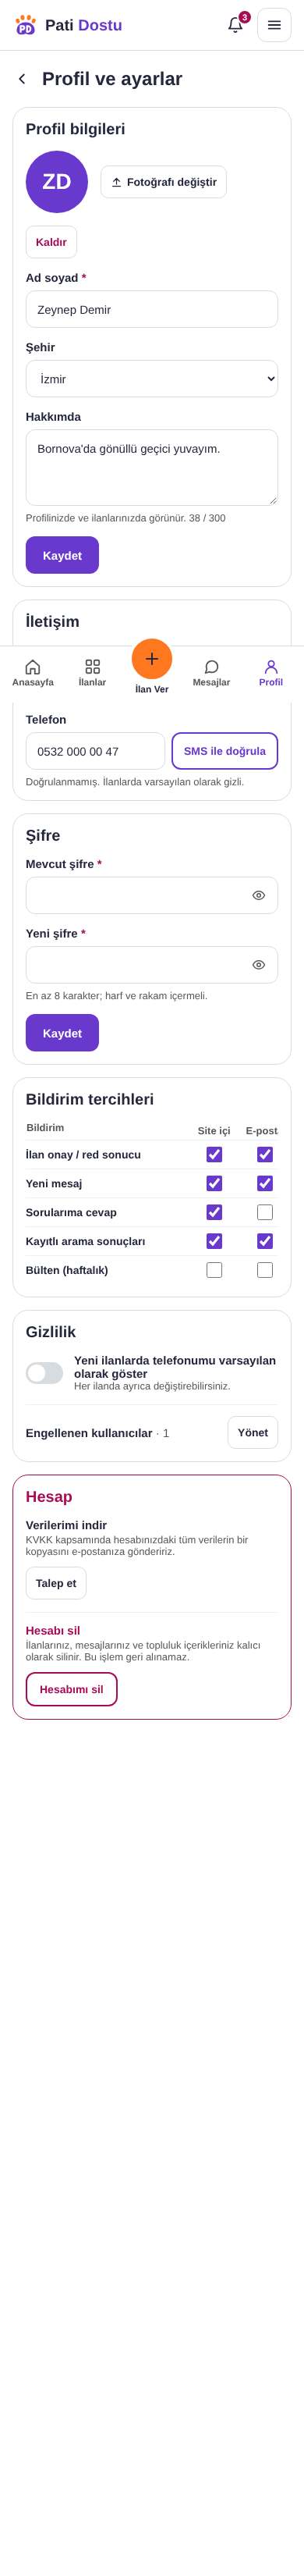 PD
Pati Dostu
3
Profil ve ayarlar
Profil bilgileri
ZD
Fotoğrafı değiştir
Kaldır
Ad soyad *
Zeynep Demir
Şehir
İzmir
Hakkımda
Bornova'da gönüllü geçici yuvayım.
Profilinizde ve ilanlarınızda görünür. 38 / 300
Kaydet
İletişim
Anasayfa
İlanlar
İlan Ver
Mesajlar
Profil
Telefon
0532 000 00 47
SMS ile doğrula
Doğrulanmamış. İlanlarda varsayılan olarak gizli.
Şifre
Mevcut şifre *
Yeni şifre *
En az 8 karakter; harf ve rakam içermeli.
Kaydet
Bildirim tercihleri
Bildirim Site içi E-post
İlan onay / red sonucu
Yeni mesaj
Sorularıma cevap
Kayıtlı arama sonuçları
Bülten (haftalık)
Gizlilik
Yeni ilanlarda telefonumu varsayılan
olarak göster
Her ilanda ayrıca değiştirebilirsiniz.
Engellenen kullanıcılar · 1
Yönet
Hesap
Verilerimi indir
KVKK kapsamında hesabınızdaki tüm verilerin bir
kopyasını e-postanıza göndeririz.
Talep et
Hesabı sil
İlanlarınız, mesajlarınız ve topluluk içerikleriniz kalıcı
olarak silinir. Bu işlem geri alınamaz.
Hesabımı sil